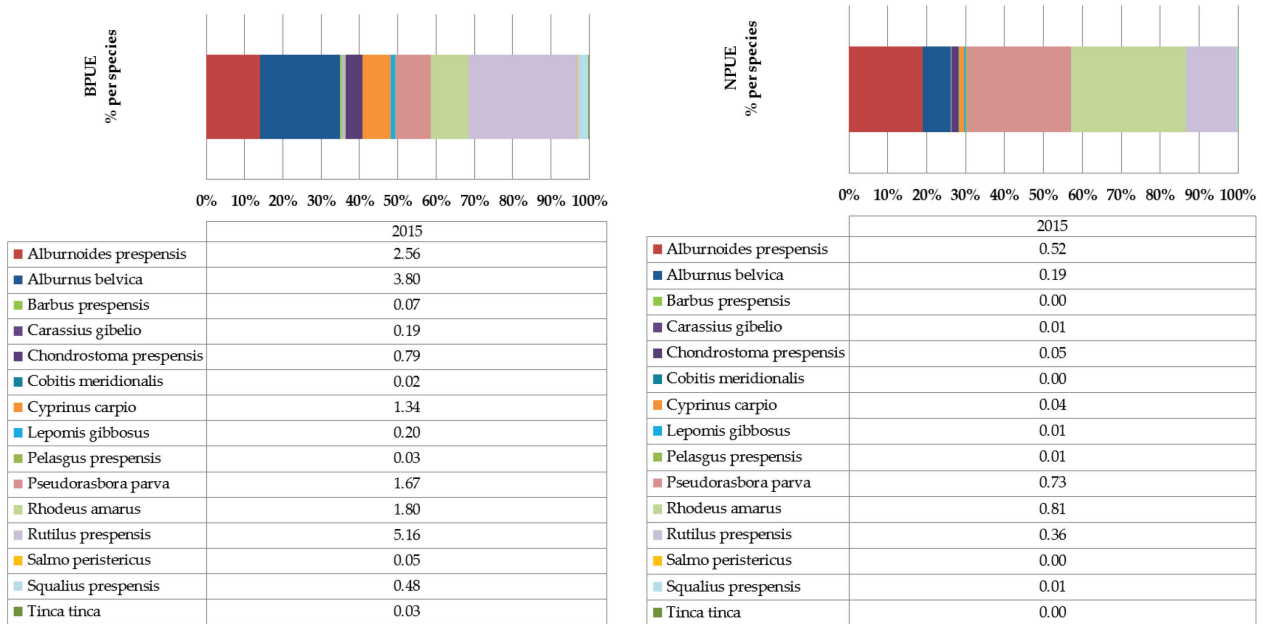 BPUE
% per species
0% 10% 20% 30% 40% 50% 60% 70% 80% 90% 100%
2015
Alburnoides prespensis 2.56
Alburnus belvica 3.80
Barbus prespensis 0.07
Carassius gibelio 0.19
Chondrostoma prespensis 0.79
Cobitis meridionalis 0.02
Cyprinus carpio 1.34
Lepomis gibbosus 0.20
Pelasgus prespensis 0.03
Pseudorasbora parva 1.67
Rhodeus amarus 1.80
Rutilus prespensis 5.16
Salmo peristericus 0.05
Squalius prespensis 0.48
Tinca tinca 0.03
NPUE
% per species
0% 10% 20% 30% 40% 50% 60% 70% 80% 90% 100%
2015
Alburnoides prespensis 0.52
Alburnus belvica 0.19
Barbus prespensis 0.00
Carassius gibelio 0.01
Chondrostoma prespensis 0.05
Cobitis meridionalis 0.00
Cyprinus carpio 0.04
Lepomis gibbosus 0.01
Pelasgus prespensis 0.01
Pseudorasbora parva 0.73
Rhodeus amarus 0.81
Rutilus prespensis 0.36
Salmo peristericus 0.00
Squalius prespensis 0.01
Tinca tinca 0.00